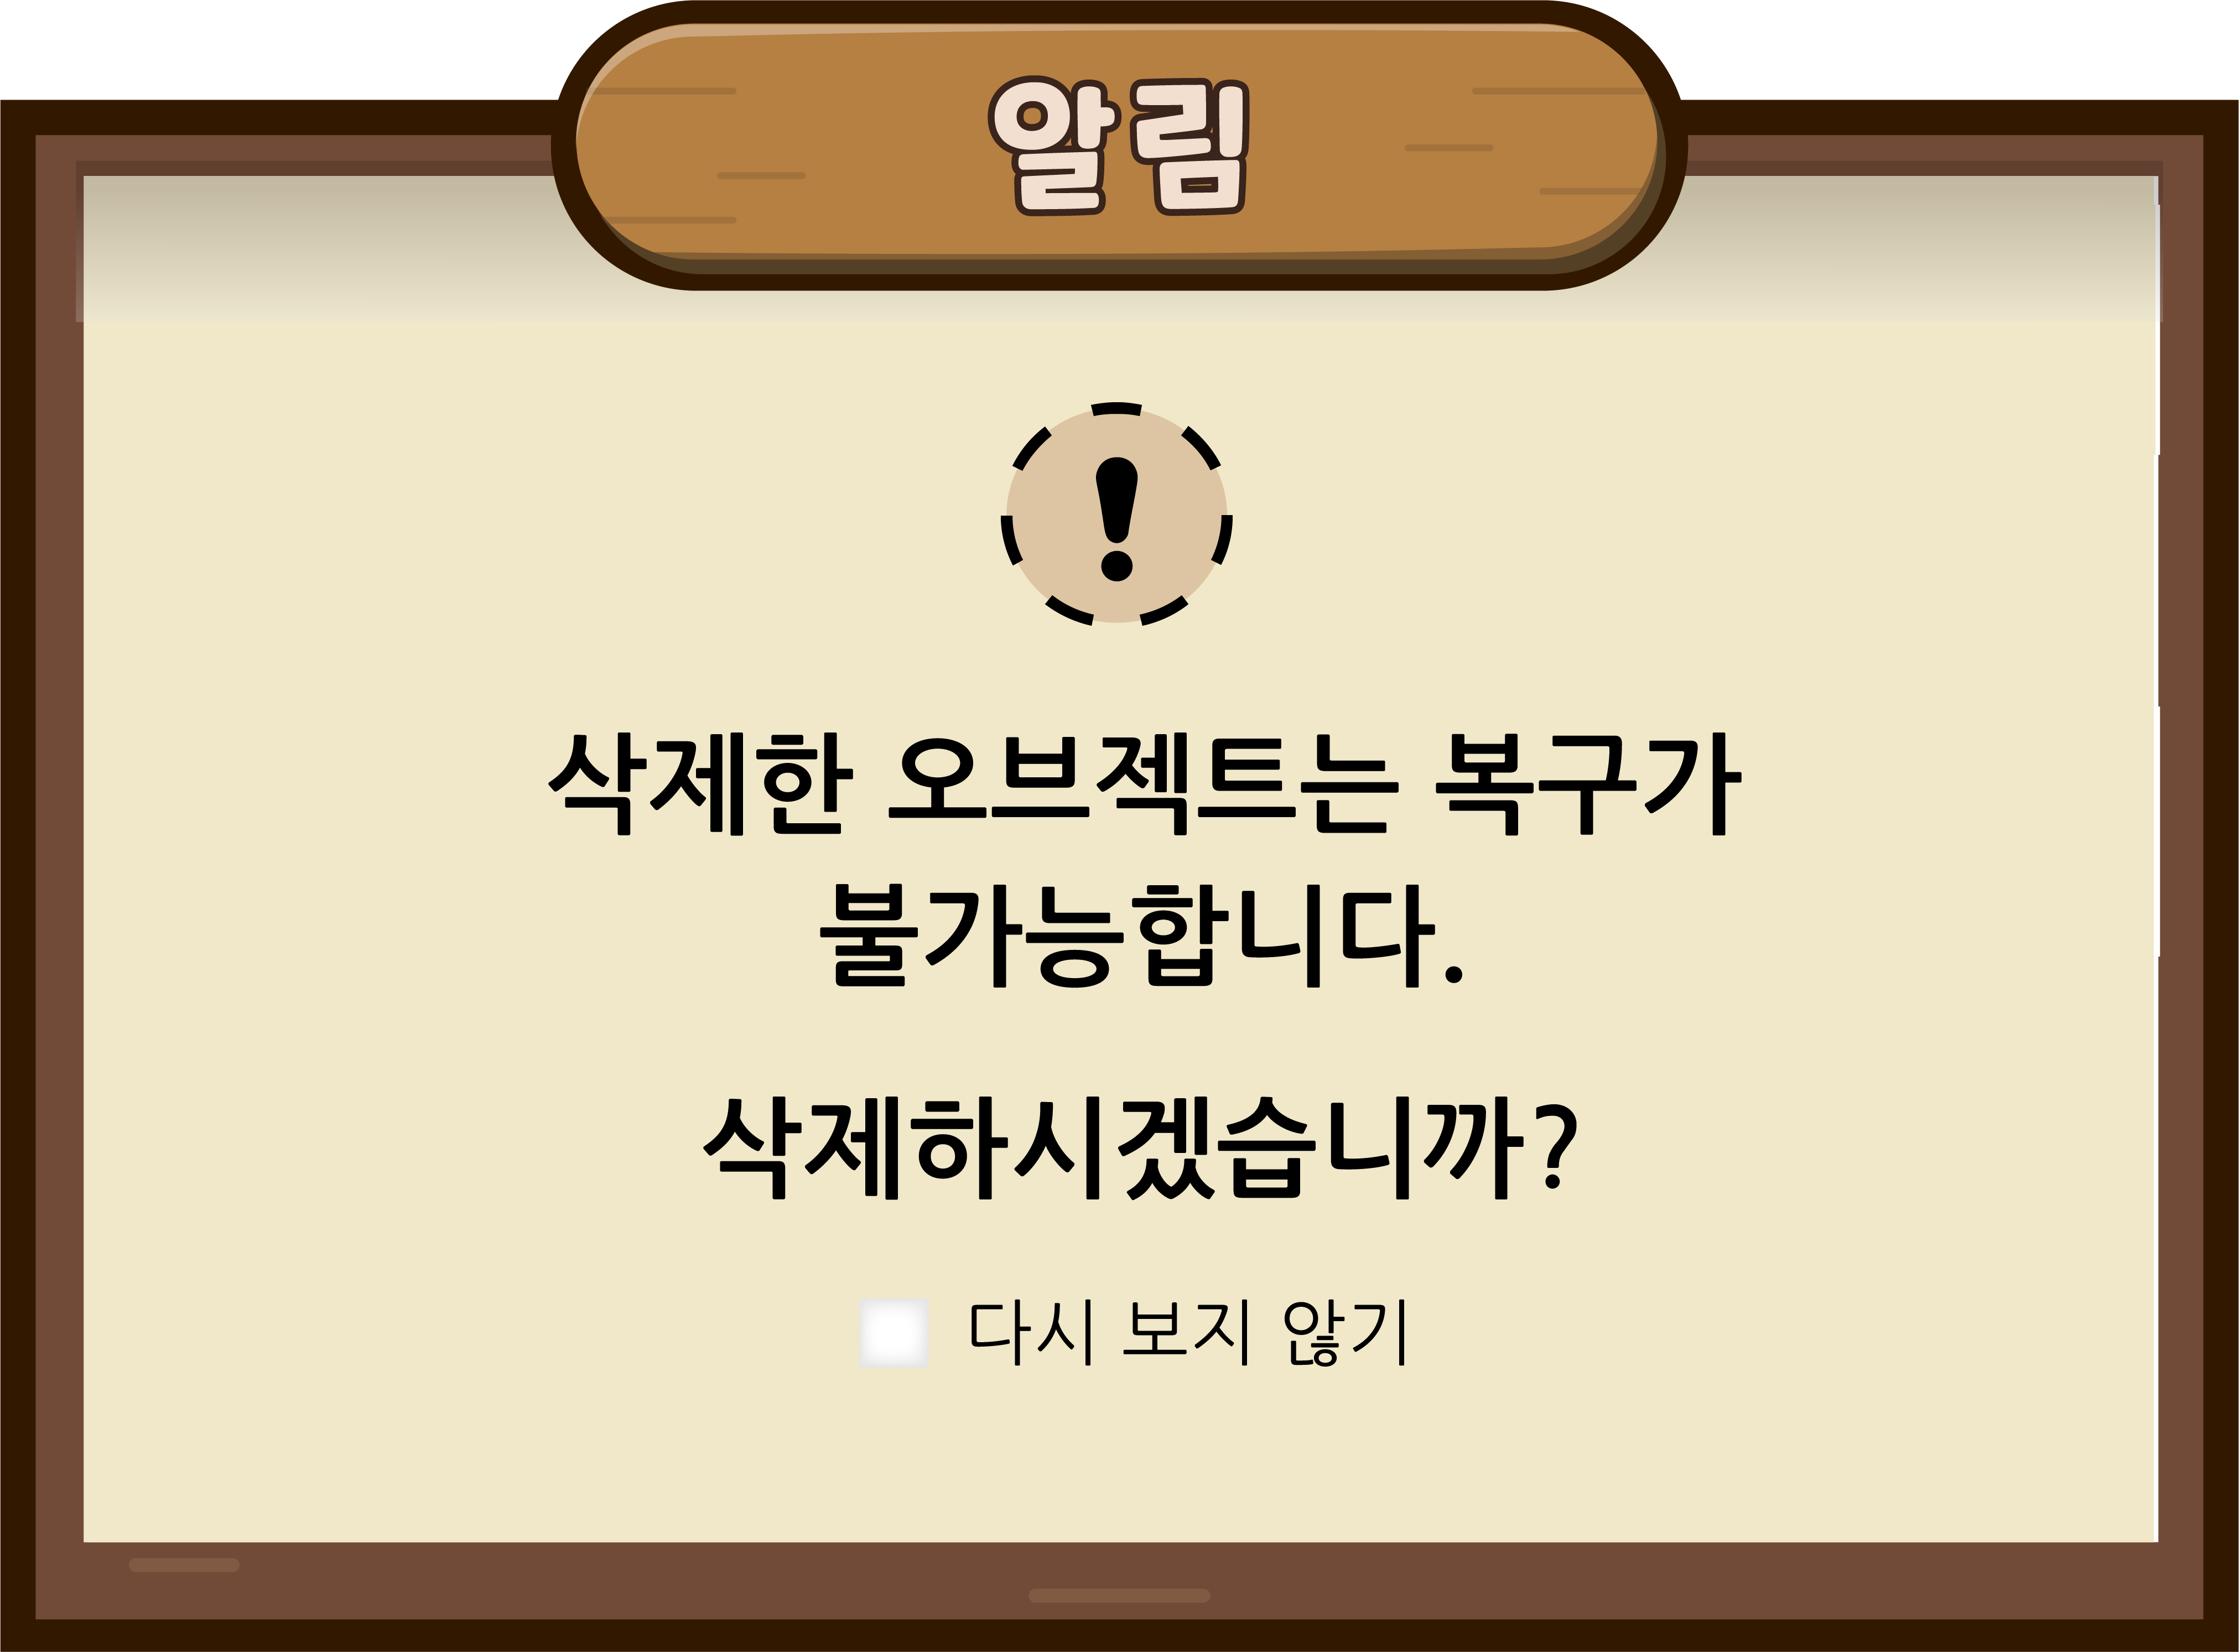 알림
삭제한 오브젝트는 복구가
불가능합니다.
삭제하시겠습니까?
다시 보지 않기